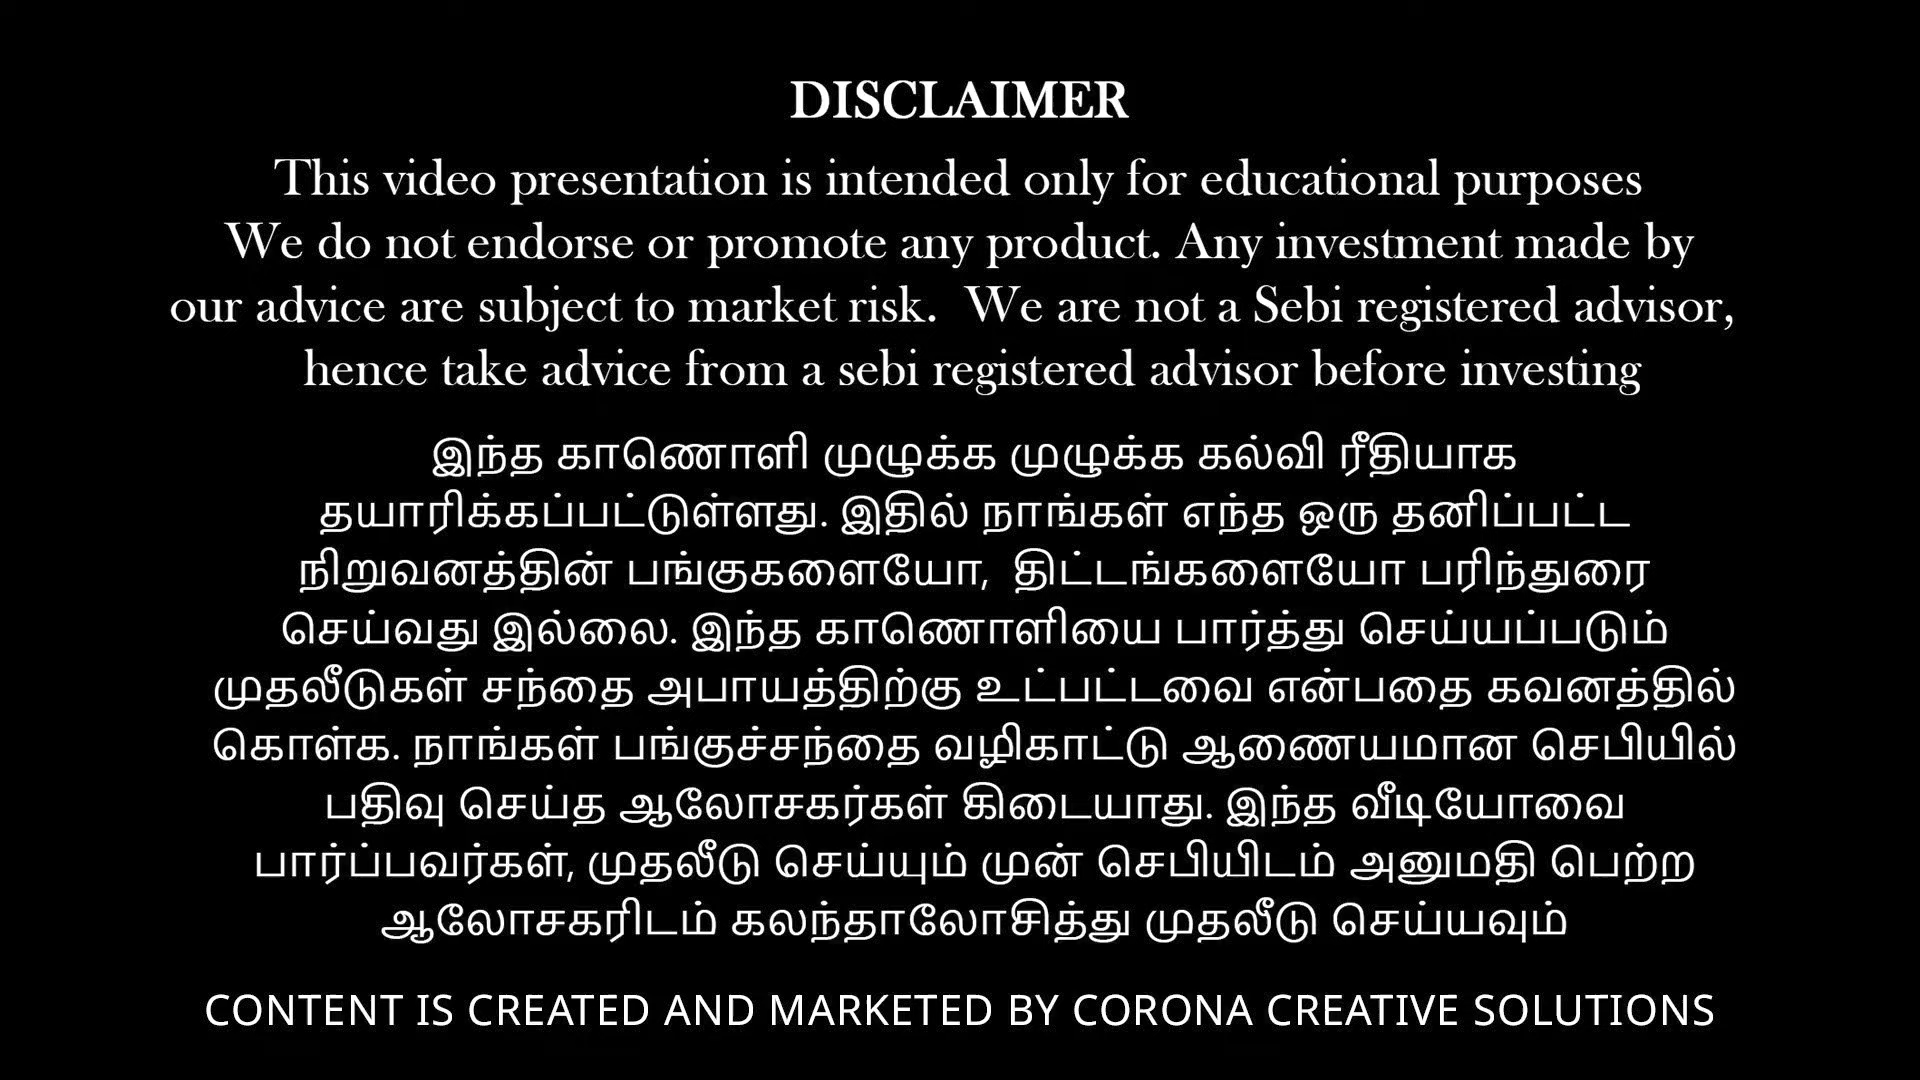 DISCLAIMER
This video presentation is intended only for educational purposes
We do not endorse or promote any product. Any investment made by
our advice are subject to market risk.  We are not a Sebi registered advisor,
hence take advice from a sebi registered advisor before investing
இந்த காணொளி முழுக்க முழுக்க கல்வி ரீதியாக
தயாரிக்கப்பட்டுள்ளது. இதில் நாங்கள் எந்த ஒரு தனிப்பட்ட
நிறுவனத்தின் பங்குகளையோ,  திட்டங்களையோ பரிந்துரை
செய்வது இல்லை. இந்த காணொளியை பார்த்து செய்யப்படும்
முதலீடுகள் சந்தை அபாயத்திற்கு உட்பட்டவை என்பதை கவனத்தில்
கொள்க. நாங்கள் பங்குச்சந்தை வழிகாட்டு ஆணையமான செபியில்
பதிவு செய்த ஆலோசகர்கள் கிடையாது. இந்த வீடியோவை
பார்ப்பவர்கள், முதலீடு செய்யும் முன் செபியிடம் அனுமதி பெற்ற
ஆலோசகரிடம் கலந்தாலோசித்து முதலீடு செய்யவும்
CONTENT IS CREATED AND MARKETED BY CORONA CREATIVE SOLUTIONS